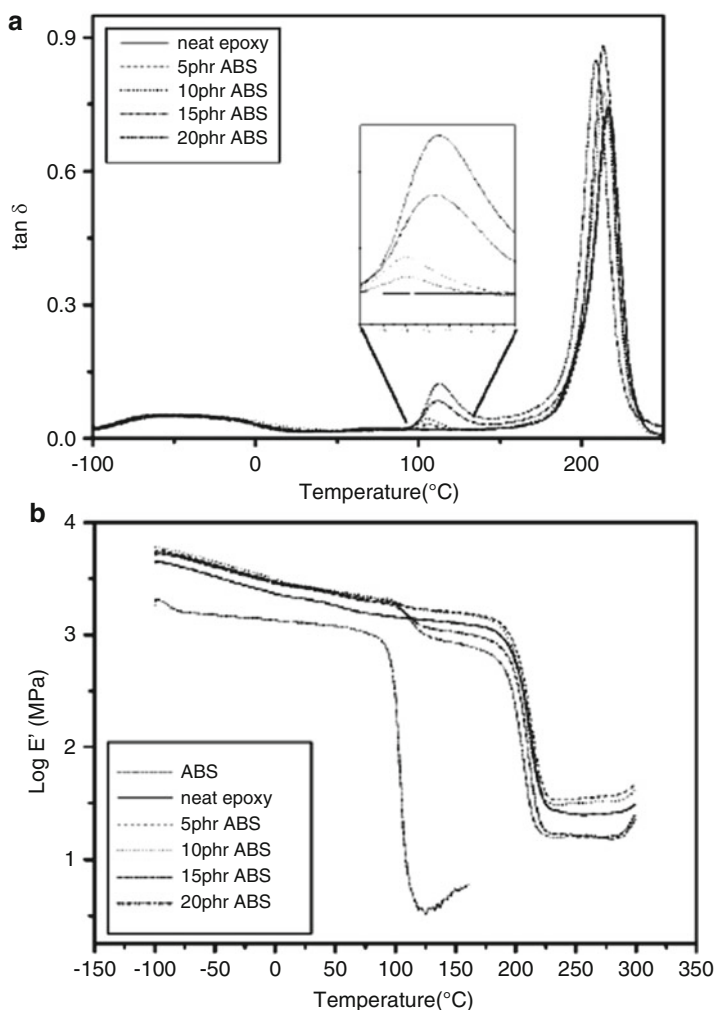 a
0.9
0.6
0.3
0.0
tan δ
neat epoxy
5phr ABS
10phr ABS
15phr ABS
20phr ABS
-100
0
100
200
Temperature(°C)
b
4
3
2
1
Log E' (MPa)
ABS
neat epoxy
5phr ABS
10phr ABS
15phr ABS
20phr ABS
-150 -100 -50 0 50 100 150 200 250 300 350
Temperature(°C)